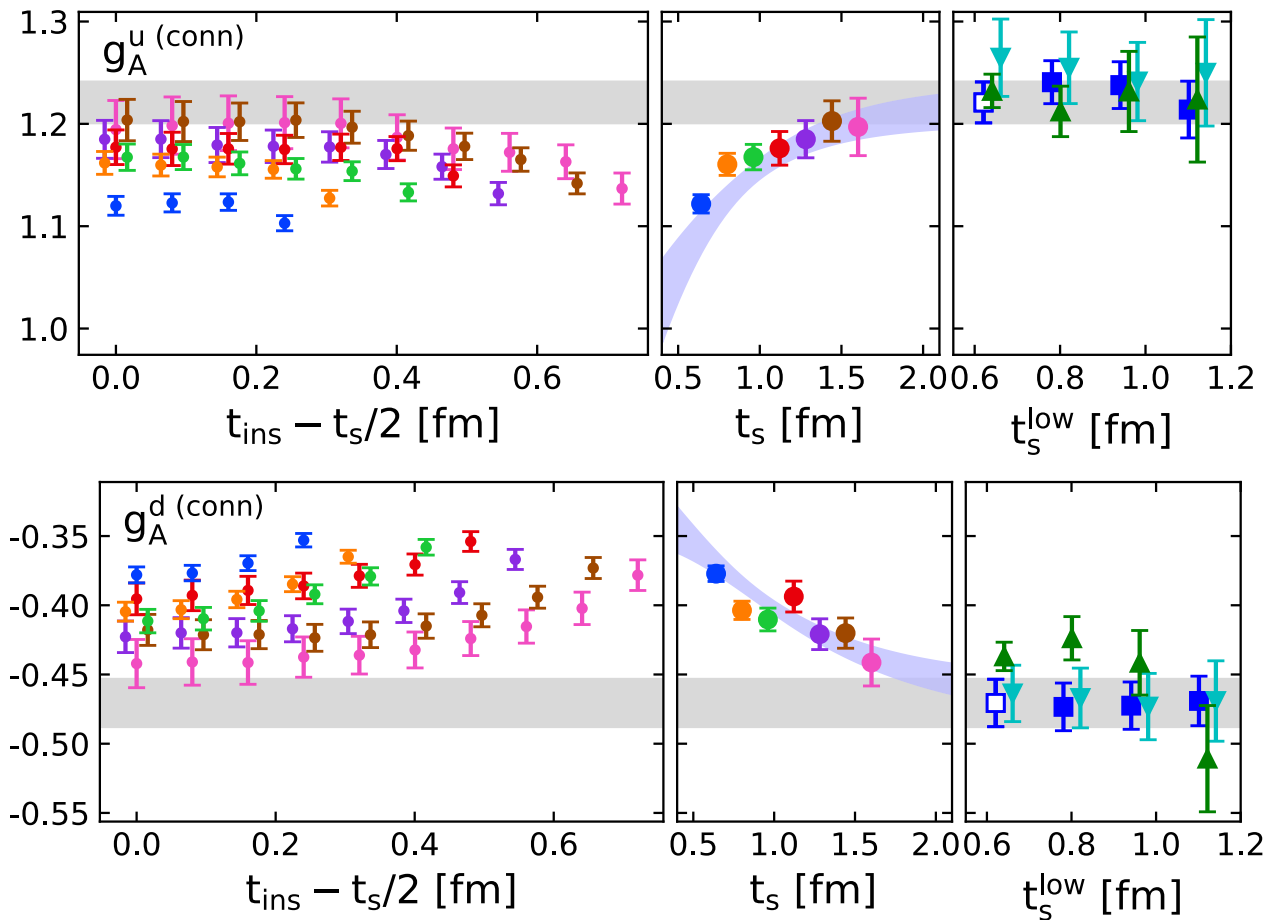 g_A^u (conn)
1.3
1.2
1.1
1.0
0.0 0.2 0.4 0.6
0.5 1.0 1.5 2.0
0.6 0.8 1.0 1.2
t_ins − t_s/2 [fm]
t_s [fm]
t_s^low [fm]
g_A^d (conn)
-0.35
-0.40
-0.45
-0.50
-0.55
0.0 0.2 0.4 0.6
0.5 1.0 1.5 2.0
0.6 0.8 1.0 1.2
t_ins − t_s/2 [fm]
t_s [fm]
t_s^low [fm]